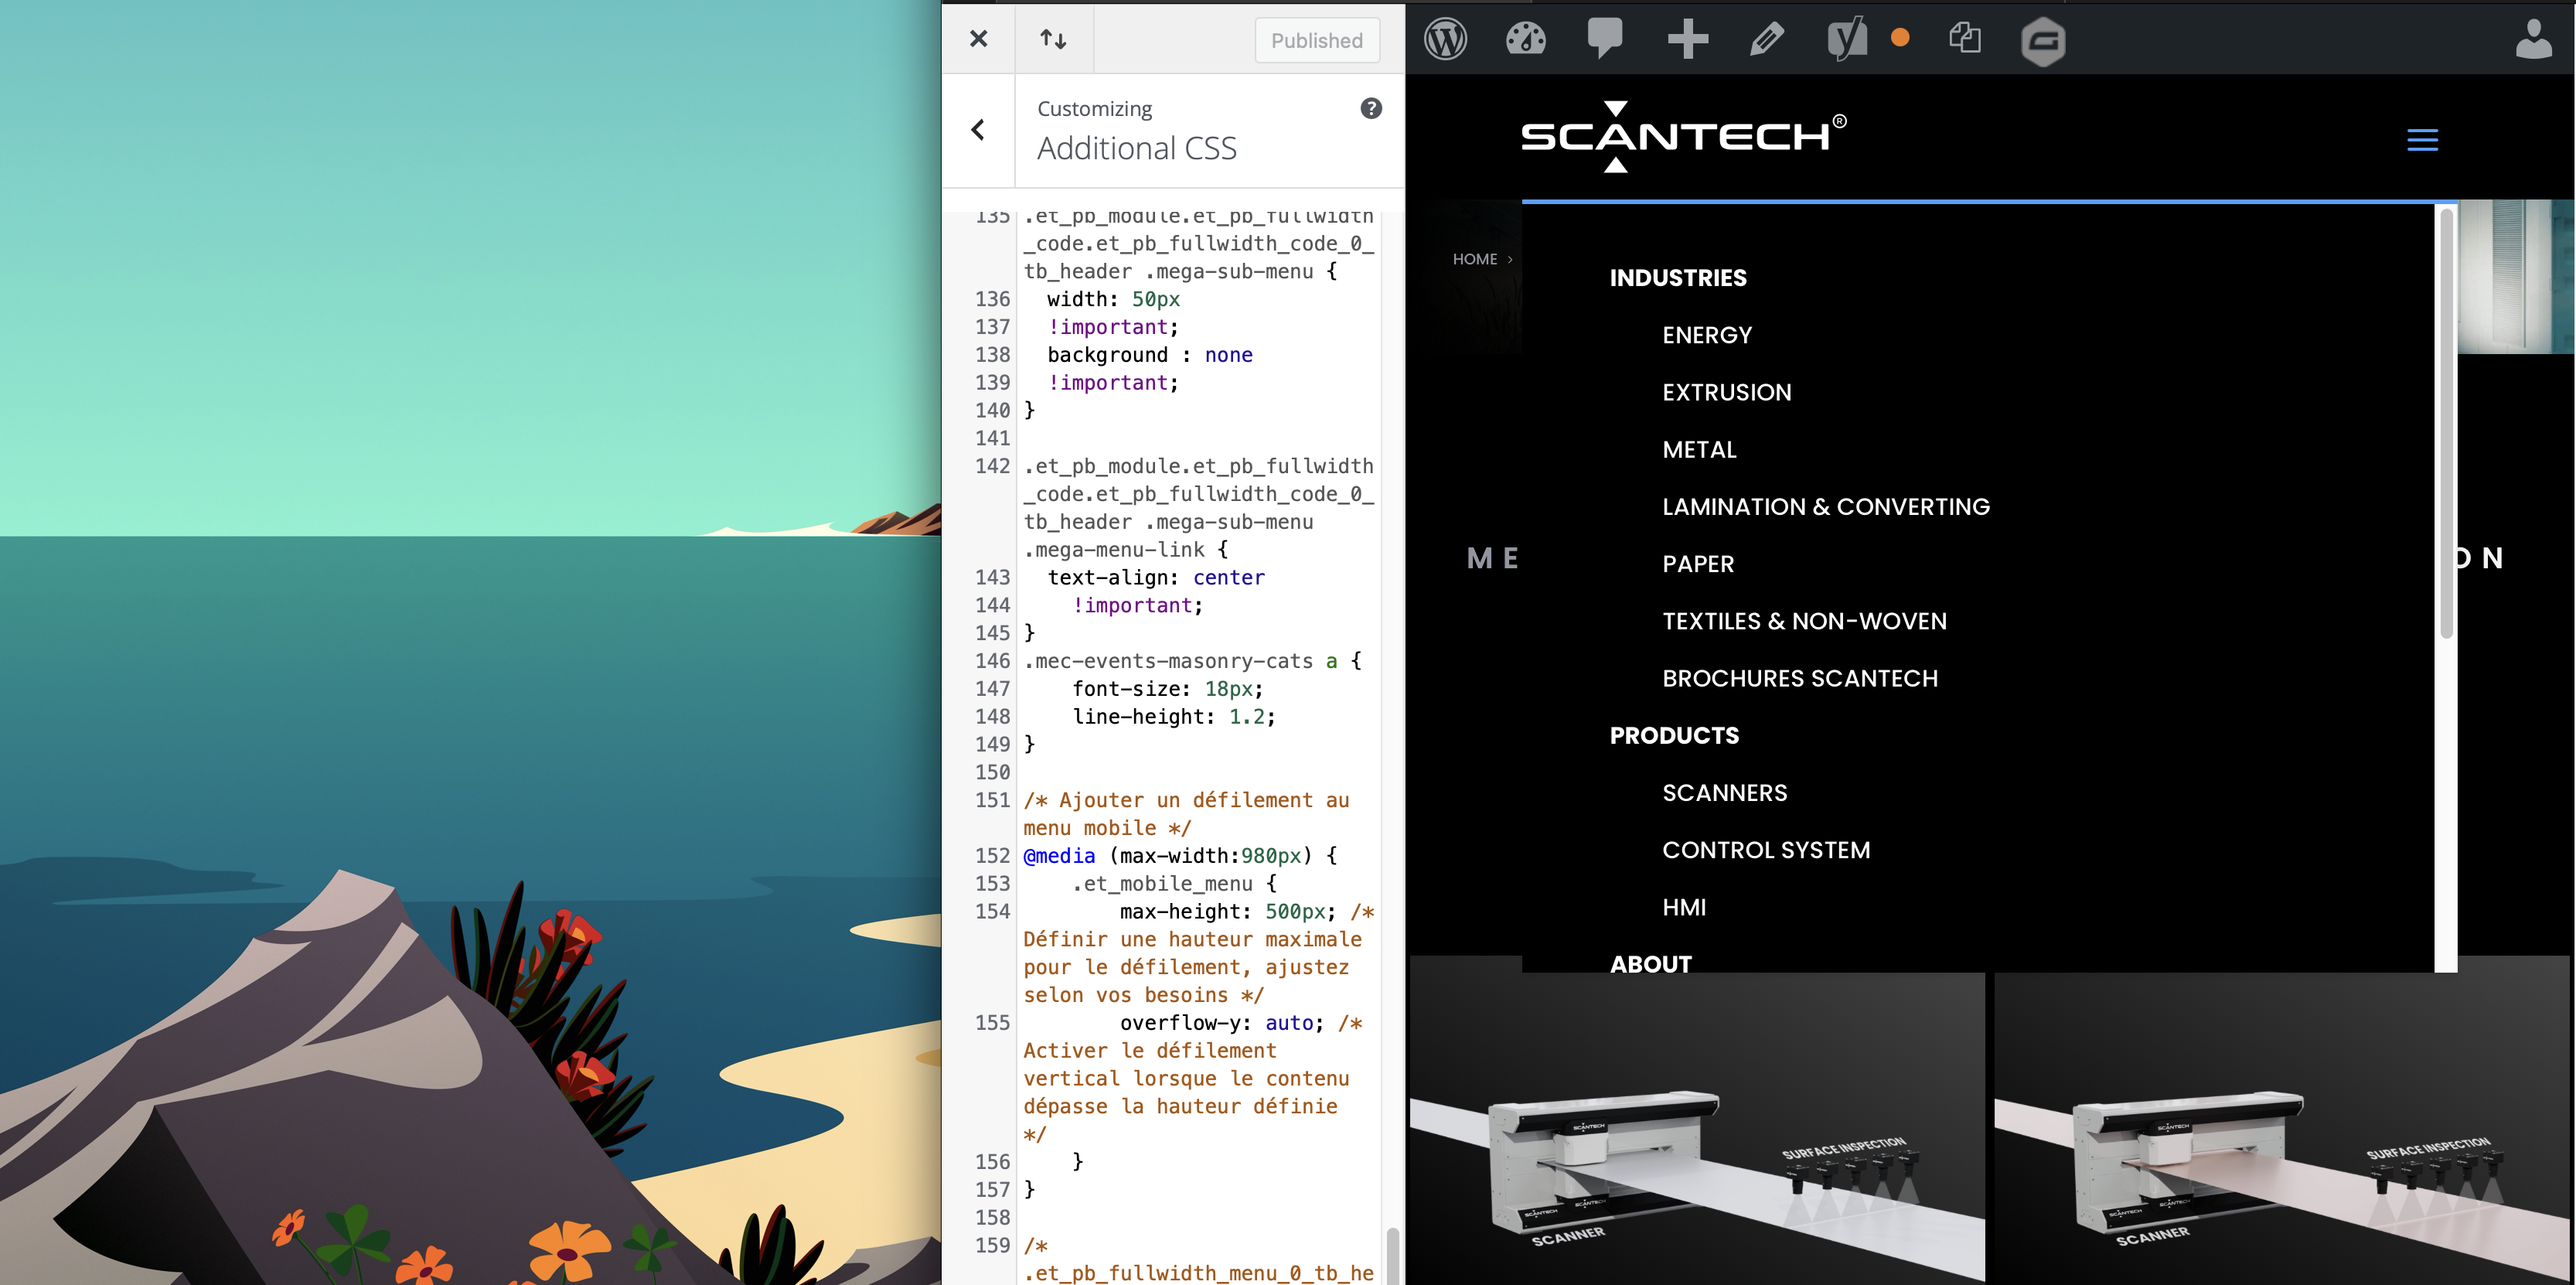 Published
Customizing
Additional CSS
135 .et_pb_module.et_pb_fullwidth
_code.et_pb_fullwidth_code_0_
tb_header .mega-sub-menu {
136 width: 50px
137 !important;
138 background : none
139 !important;
140 }
141
142 .et_pb_module.et_pb_fullwidth
_code.et_pb_fullwidth_code_0_
tb_header .mega-sub-menu
.mega-menu-link {
143 text-align: center
144 !important;
145 }
146 .mec-events-masonry-cats a {
147 font-size: 18px;
148 line-height: 1.2;
149 }
150
151 /* Ajouter un défilement au
menu mobile */
152 @media (max-width:980px) {
153 .et_mobile_menu {
154 max-height: 500px; /*
Définir une hauteur maximale
pour le défilement, ajustez
selon vos besoins */
155 overflow-y: auto; /*
Activer le défilement
vertical lorsque le contenu
dépasse la hauteur définie
*/
156 }
157 }
158
159 /*
.et_pb_fullwidth_menu_0_tb_he
SCANTECH®
HOME >
INDUSTRIES
ENERGY
EXTRUSION
METAL
LAMINATION & CONVERTING
ME
ON
PAPER
TEXTILES & NON-WOVEN
BROCHURES SCANTECH
PRODUCTS
SCANNERS
CONTROL SYSTEM
HMI
ABOUT
SCANTECH
SURFACE INSPECTION
SCANTECH
SCANTECH
SCANNER
SCANTECH
SURFACE INSPECTION
SCANTECH
SCANTECH
SCANNER